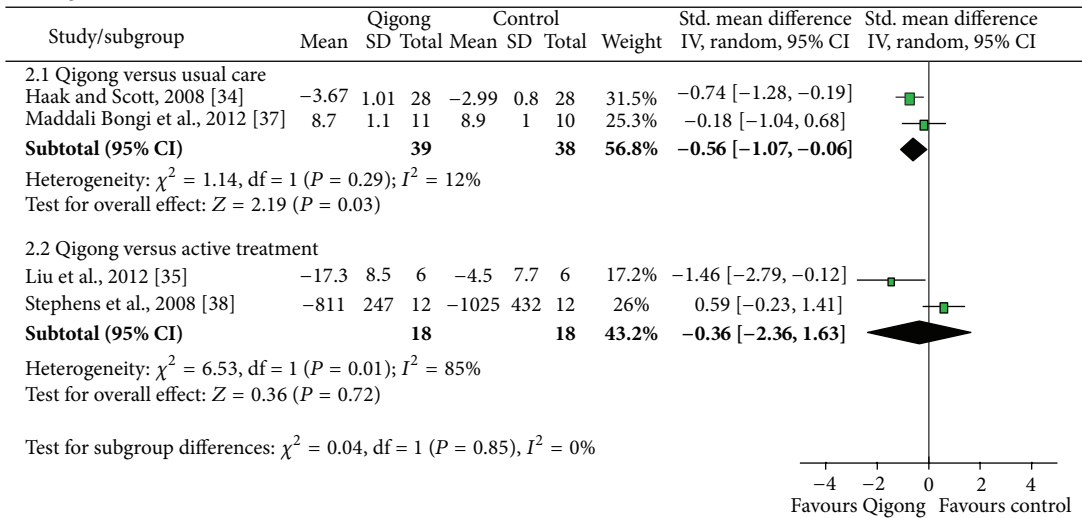 Qigong Control Std. mean difference Std. mean difference
Study/subgroup Mean SD Total Mean SD Total Weight IV, random, 95% CI IV, random, 95% CI
2.1 Qigong versus usual care
Haak and Scott, 2008 [34] −3.67 1.01 28 −2.99 0.8 28 31.5% −0.74 [−1.28, −0.19]
Maddali Bongi et al., 2012 [37] 8.7 1.1 11 8.9 1 10 25.3% −0.18 [−1.04, 0.68]
Subtotal (95% CI) 39 38 56.8% −0.56 [−1.07, −0.06]
Heterogeneity: χ² = 1.14, df = 1 (P = 0.29); I² = 12%
Test for overall effect: Z = 2.19 (P = 0.03)
2.2 Qigong versus active treatment
Liu et al., 2012 [35] −17.3 8.5 6 −4.5 7.7 6 17.2% −1.46 [−2.79, −0.12]
Stephens et al., 2008 [38] −811 247 12 −1025 432 12 26% 0.59 [−0.23, 1.41]
Subtotal (95% CI) 18 18 43.2% −0.36 [−2.36, 1.63]
Heterogeneity: χ² = 6.53, df = 1 (P = 0.01); I² = 85%
Test for overall effect: Z = 0.36 (P = 0.72)
Test for subgroup differences: χ² = 0.04, df = 1 (P = 0.85), I² = 0%
−4 −2 0 2 4
Favours Qigong Favours control